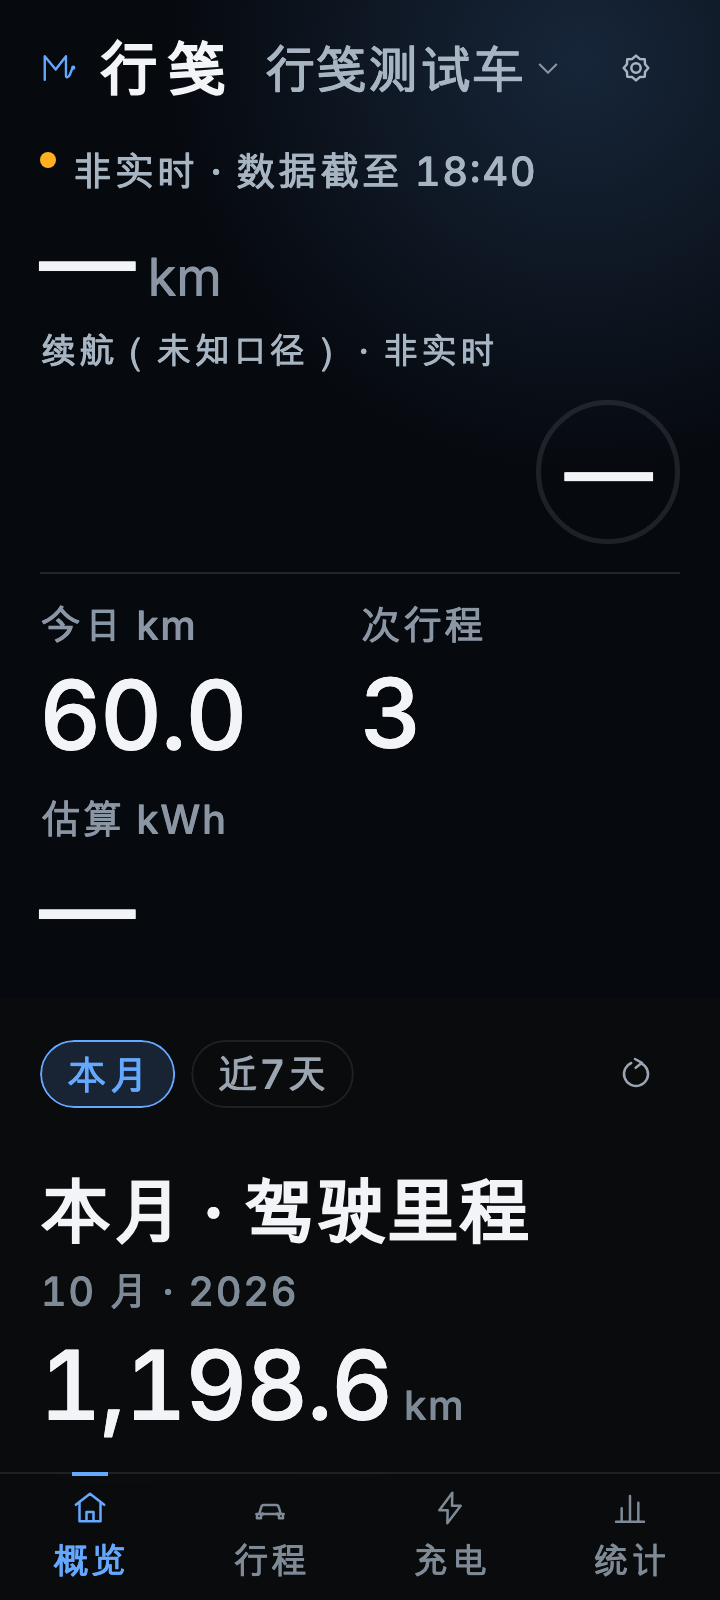 行笺 行笺测试车
非实时 · 数据截至 18:40
— km
续航（未知口径）· 非实时
—
今日 km 次行程
60.0 3
估算 kWh
—
本月 近7天
本月 · 驾驶里程
10 月 · 2026
1,198.6 km
概览 行程 充电 统计